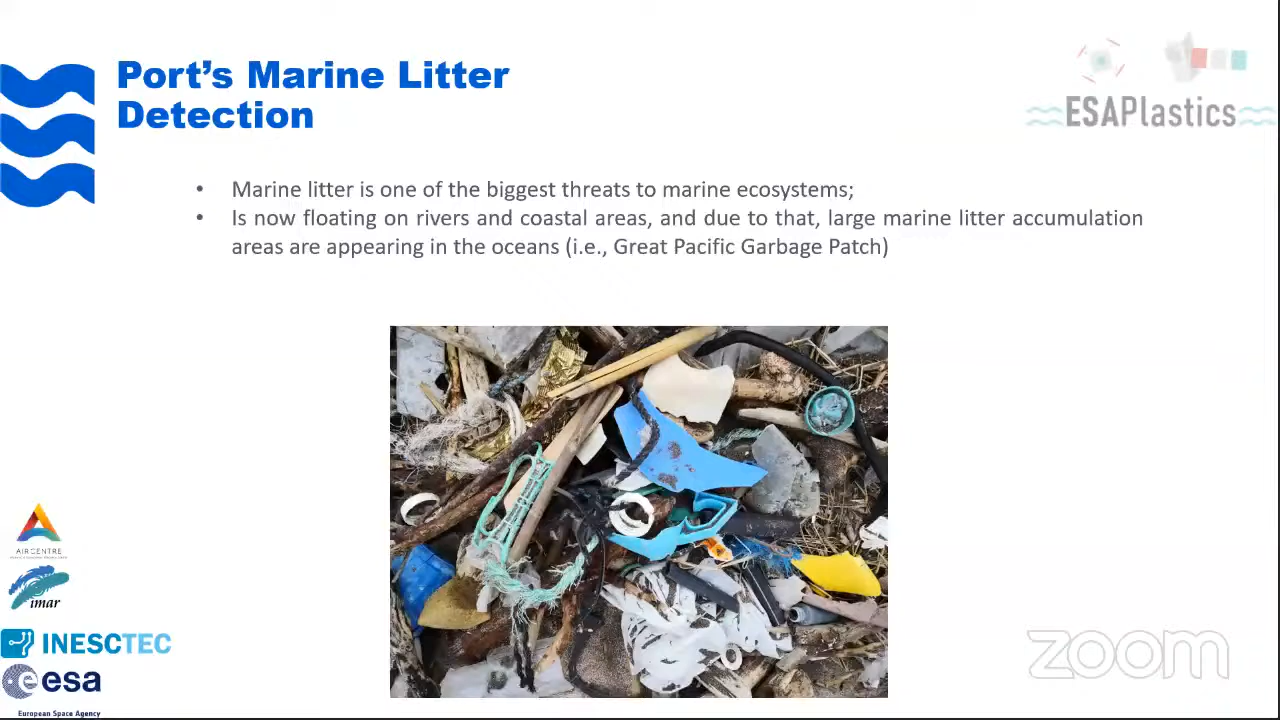 Port's Marine Litter
Detection
ESAPlastics
• Marine litter is one of the biggest threats to marine ecosystems;
• Is now floating on rivers and coastal areas, and due to that, large marine litter accumulation
areas are appearing in the oceans (i.e., Great Pacific Garbage Patch)
AIR CENTRE
imar
INESCTEC
esa
European Space Agency
zoom